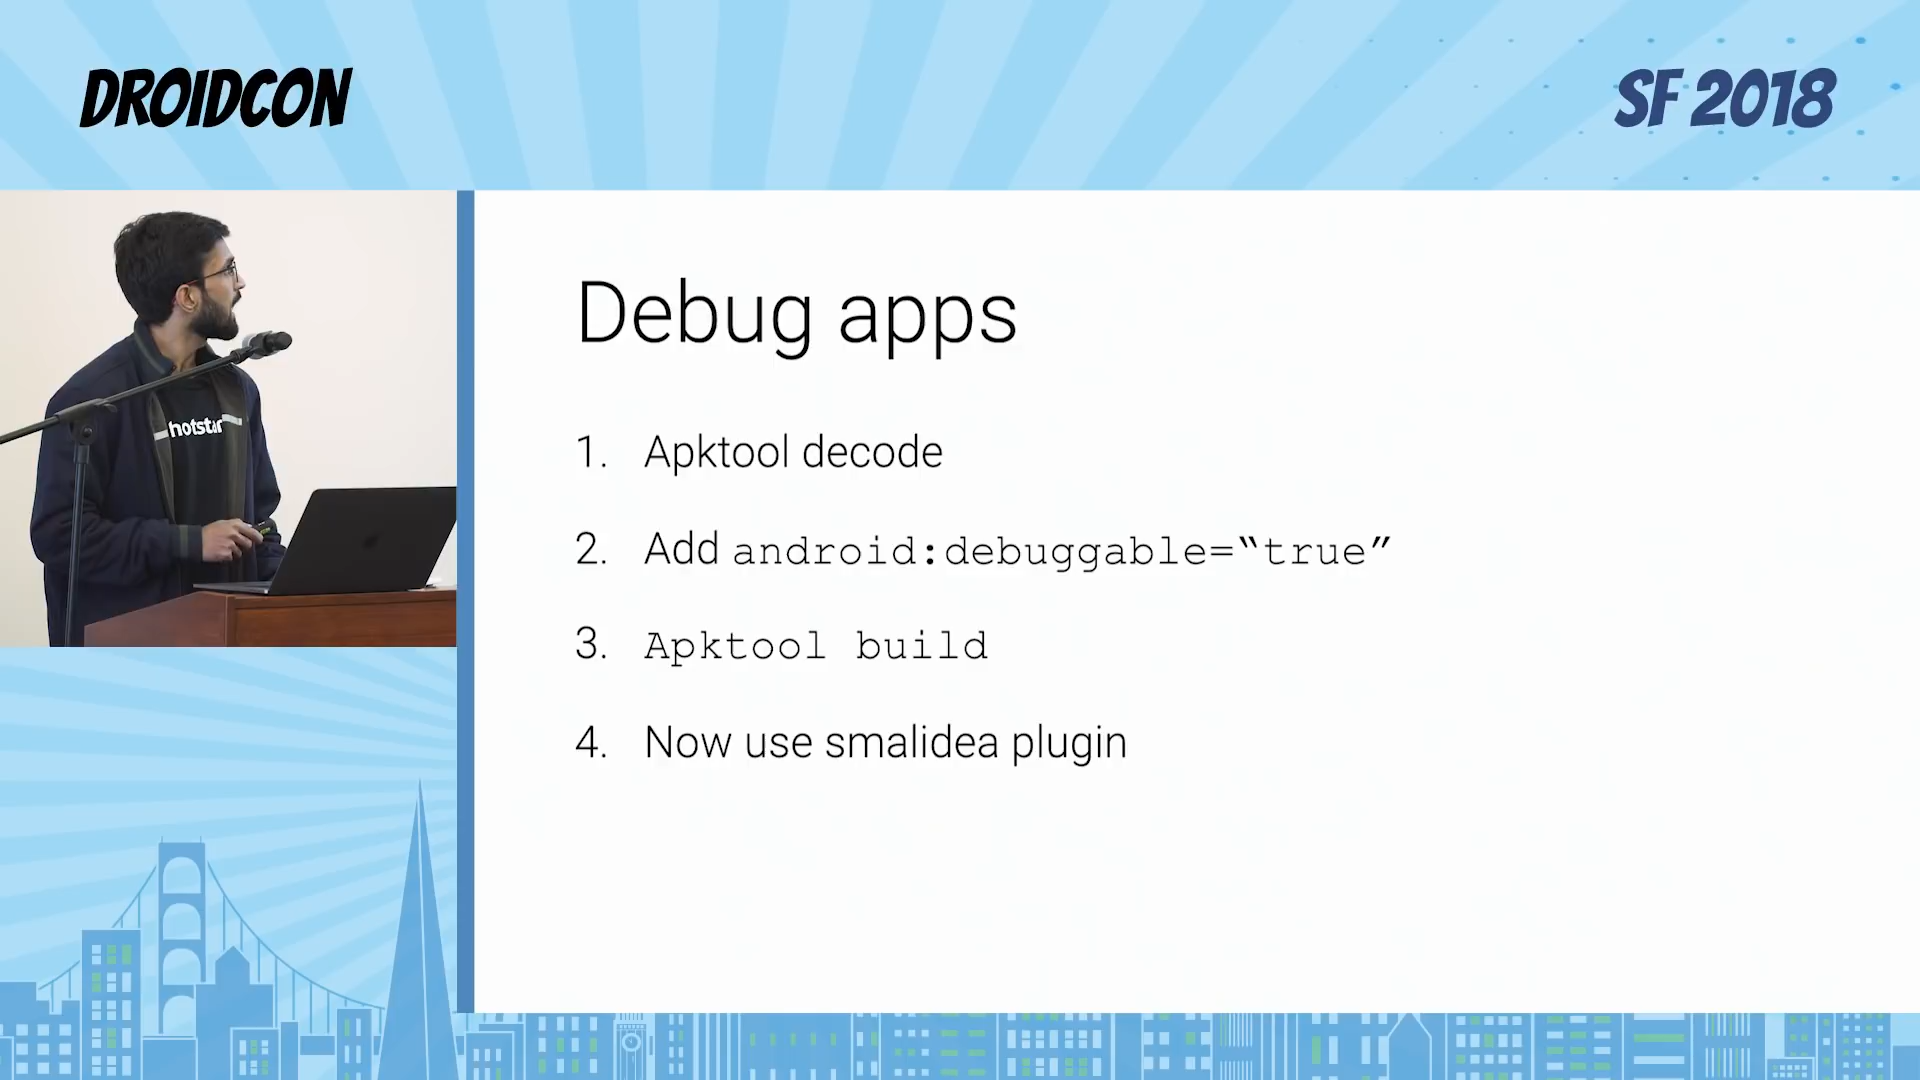 DROIDCON
SF 2018
hotstar
Debug apps
1. Apktool decode
2. Add android:debuggable=“true”
3. Apktool build
4. Now use smalidea plugin